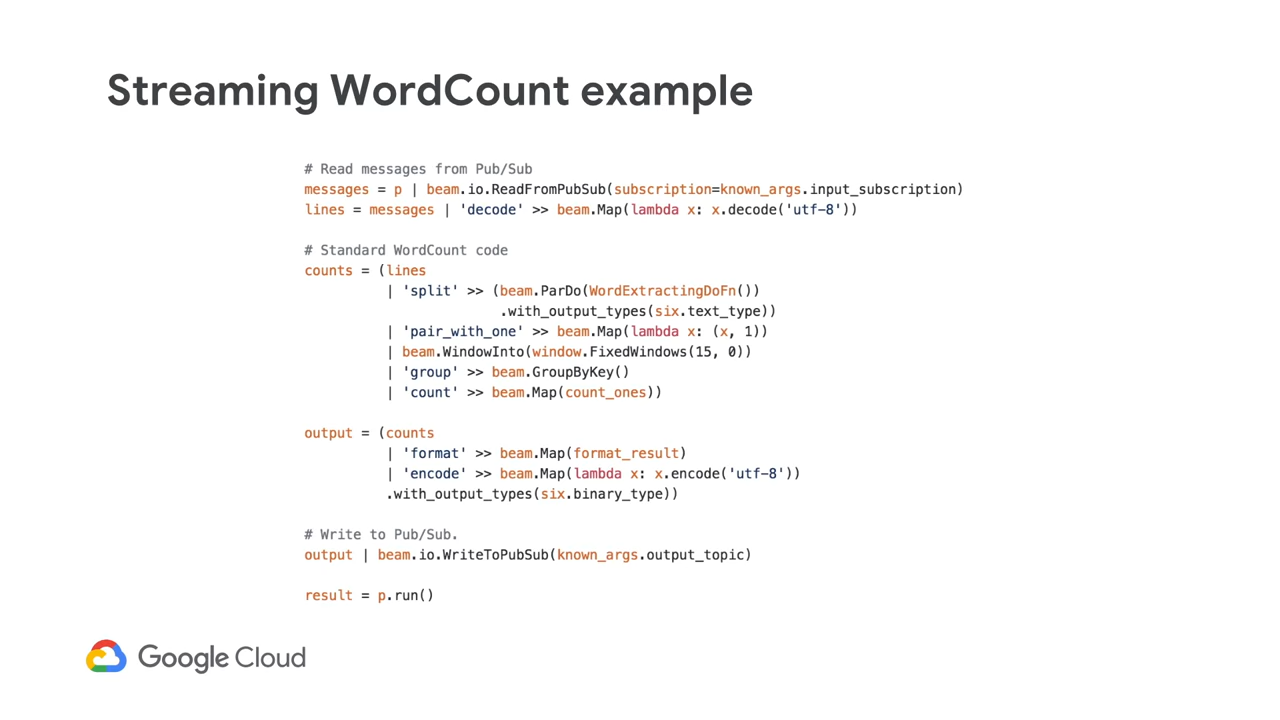 Streaming WordCount example
# Read messages from Pub/Sub
messages = p | beam.io.ReadFromPubSub(subscription=known_args.input_subscription)
lines = messages | 'decode' >> beam.Map(lambda x: x.decode('utf-8'))
# Standard WordCount code
counts = (lines
| 'split' >> (beam.ParDo(WordExtractingDoFn())
.with_output_types(six.text_type))
| 'pair_with_one' >> beam.Map(lambda x: (x, 1))
| beam.WindowInto(window.FixedWindows(15, 0))
| 'group' >> beam.GroupByKey()
| 'count' >> beam.Map(count_ones))
output = (counts
| 'format' >> beam.Map(format_result)
| 'encode' >> beam.Map(lambda x: x.encode('utf-8'))
.with_output_types(six.binary_type))
# Write to Pub/Sub.
output | beam.io.WriteToPubSub(known_args.output_topic)
result = p.run()
Google Cloud